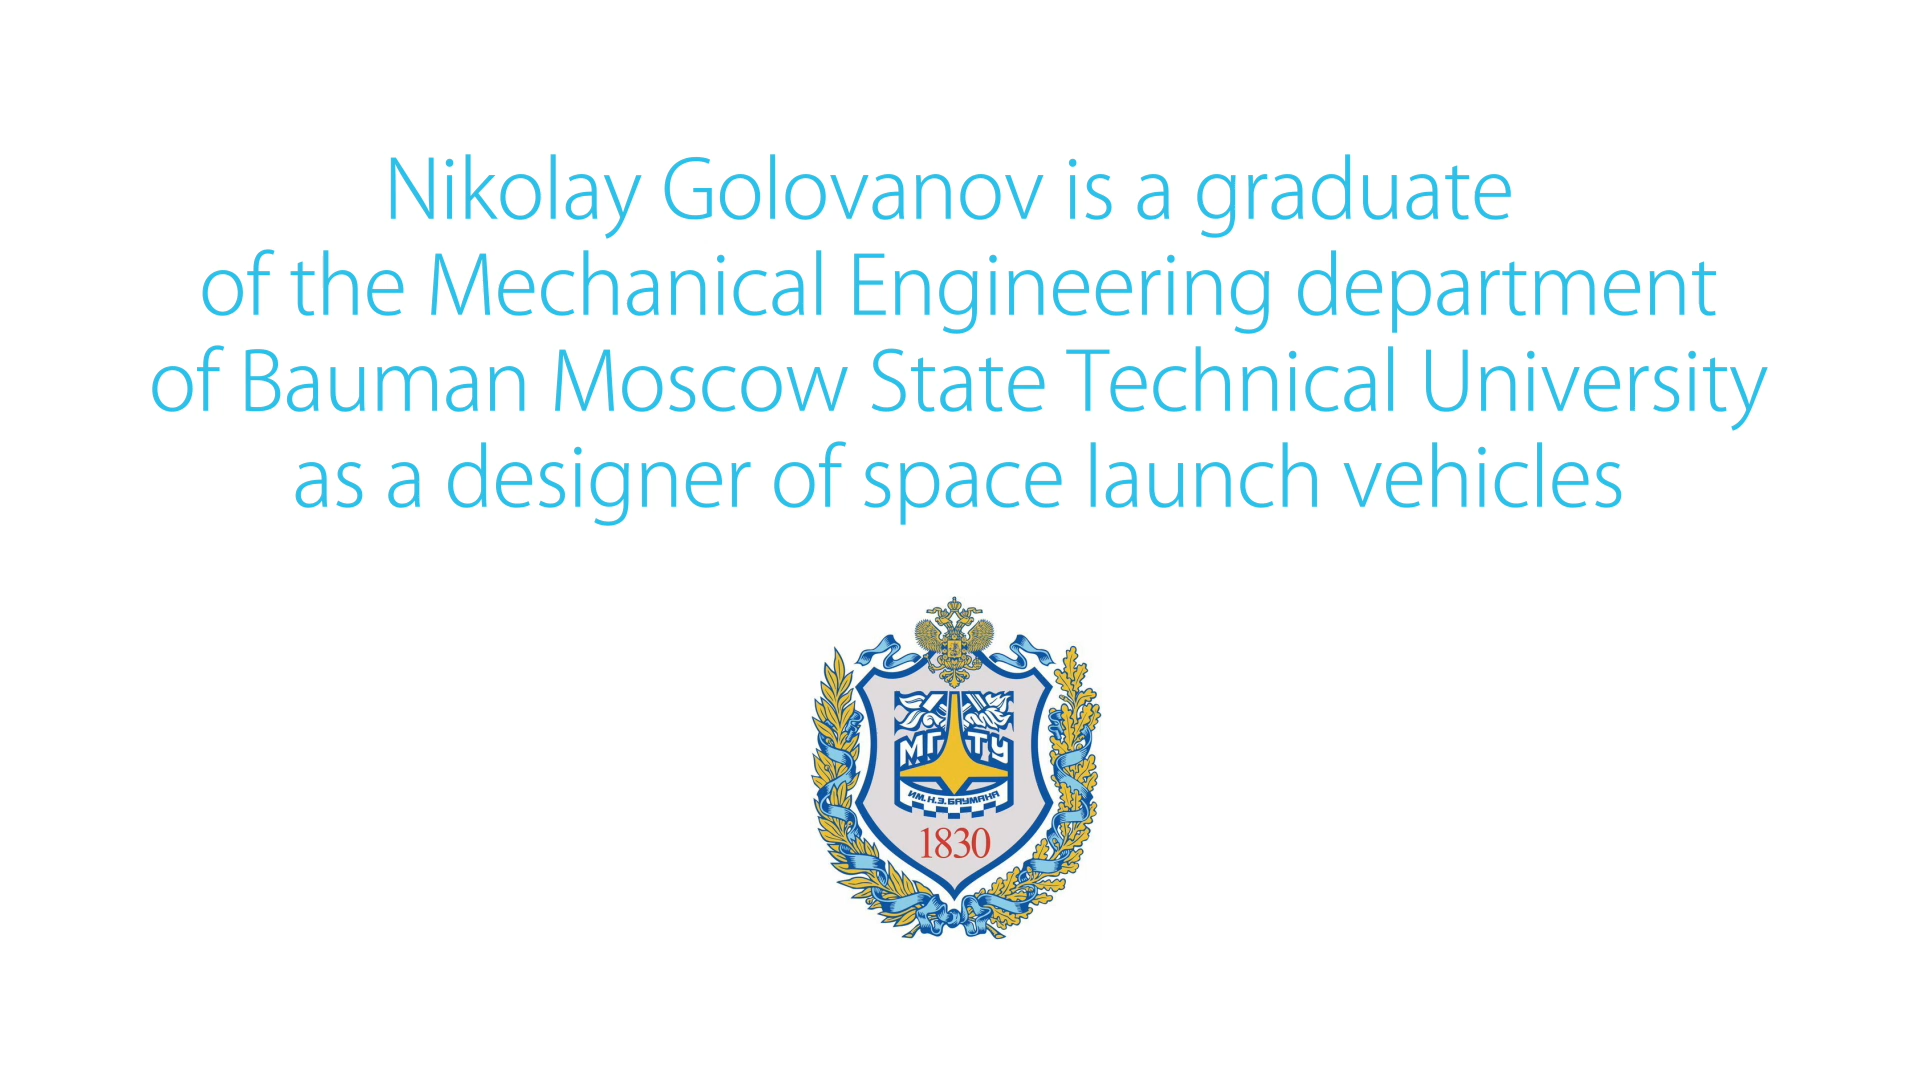 Nikolay Golovanov is a graduate
of the Mechanical Engineering department
of Bauman Moscow State Technical University
as a designer of space launch vehicles
МГТУ
ИМ. Н.Э. БАУМАНА
1830